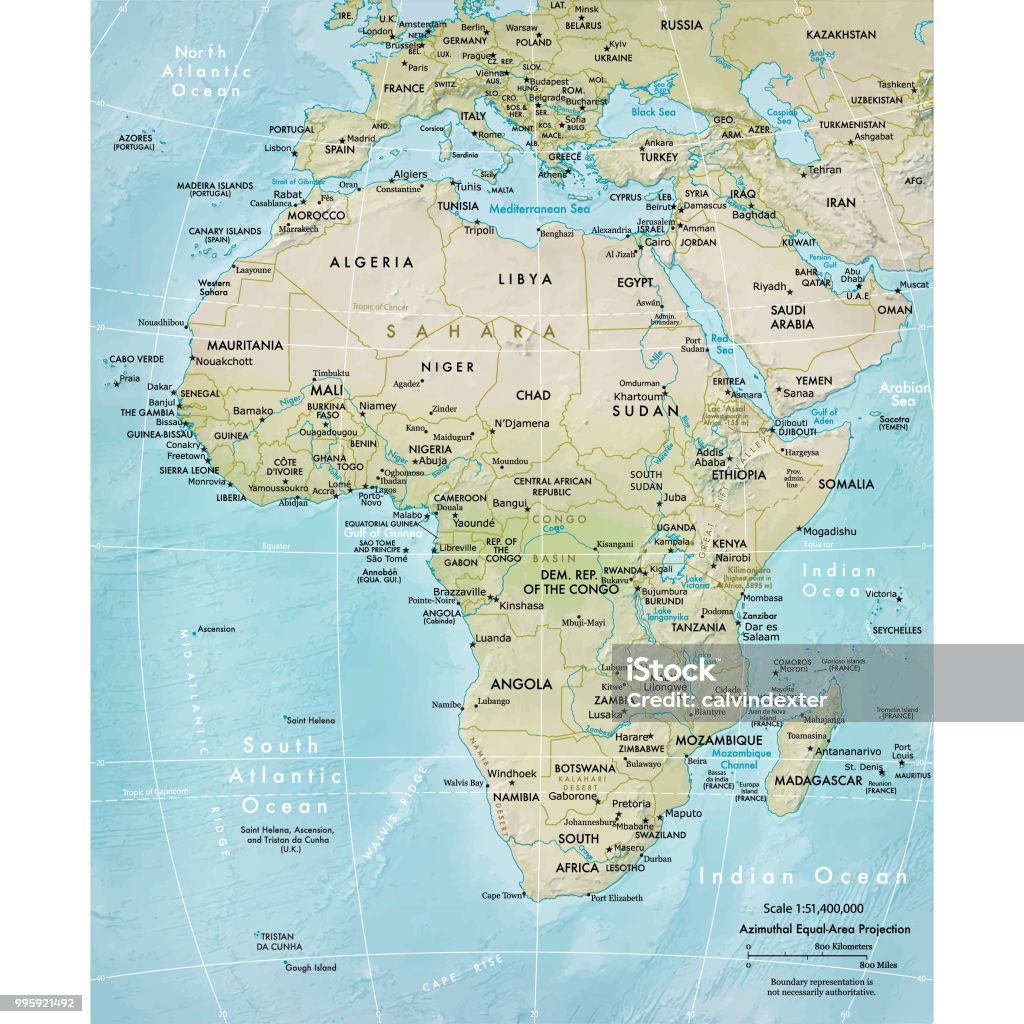 North
Atlantic
Ocean
IRE.
U.K.
London
Amsterdam
NETH.
Brussels
BEL.
LUX.
Paris
FRANCE
Berlin
GERMANY
Prague
CZ. REP.
Warsaw
POLAND
LAT.
Minsk
BELARUS
RUSSIA
Kyiv
UKRAINE
KAZAKHSTAN
Aral
Sea
Volga
SWITZ.
Vienna
AUS.
SLOV.
Budapest
HUNG.
MOL.
ROM.
SLO.
CRO.
BOS &
HER.
Belgrade
SER.
Bucharest
Danube
Sofia
BULG.
MONT.
KOS.
MACE.
ALB.
ITALY
Rome
Corsica
Sardinia
Sicily
MALTA
GREECE
Athens
Sea of
Azov
Black Sea
GEO.
ARM.
AZER.
Caspian
Sea
Tashkent
UZBEKISTAN
TURKMENISTAN
Ashgabat
Tehran
AFG.
IRAN
Ankara
TURKEY
AND.
PORTUGAL
Lisbon
Madrid
SPAIN
AZORES
(PORTUGAL)
MADEIRA ISLANDS
(PORTUGAL)
CANARY ISLANDS
(SPAIN)
Strait of Gibraltar
Rabat
Casablanca
Fès
MOROCCO
Marrakech
Oran
Algiers
Constantine
Tunis
TUNISIA
Tripoli
Mediterranean Sea
Benghazi
CYPRUS
LEB.
Beirut
SYRIA
Damascus
IRAQ
Baghdad
Jerusalem
ISRAEL
Amman
JORDAN
Alexandria
Cairo
Al Jizah
KUWAIT
Persian
Gulf
BAHR.
QATAR
Abu
Dhabi
U.A.E
Muscat
OMAN
Riyadh
SAUDI
ARABIA
Laayoune
Western
Sahara
ALGERIA
LIBYA
EGYPT
Aswân
Admin.
boundary
Tropic of Cancer
SAHARA
Nile
Port
Sudan
Red
Sea
Nouadhibou
MAURITANIA
Nouakchott
CABO VERDE
Praia
Dakar
SENEGAL
Banjul
THE GAMBIA
Bissau
GUINEA-BISSAU
Conakry
Freetown
SIERRA LEONE
Monrovia
LIBERIA
GUINEA
Bamako
Timbuktu
MALI
Niger
BURKINA
FASO
Ouagadougou
CÔTE
D'IVOIRE
Yamoussoukro
Abidjan
GHANA
TOGO
BENIN
Accra
Lomé
Porto-
Novo
Lagos
Ibadan
Ogbomoso
NIGER
Agadez
Niamey
Zinder
Kano
Maiduguri
NIGERIA
Abuja
Niger
Benue
CHAD
N'Djamena
Moundou
Omdurman
Khartoum
SUDAN
ERITREA
Asmara
YEMEN
Sanaa
Arabian
Sea
Socotra
(YEMEN)
Gulf of
Aden
Lac 'Assal
(lowest point in
Africa, -155 m)
Djibouti
DJIBOUTI
Hargeysa
Addis
Ababa
ETHIOPIA
GREAT RIFT VALLEY
Prov.
admin.
line
SOMALIA
Mogadishu
SOUTH
SUDAN
Juba
CENTRAL AFRICAN
REPUBLIC
Bangui
CAMEROON
Douala
Yaoundé
Malabo
EQUATORIAL GUINEA
Gulf of Guinea
SAO TOME
AND PRINCIPE
São Tomé
Annobón
(EQUA. GUI.)
Libreville
GABON
REP. OF
THE
CONGO
CONGO
Congo
BASIN
Kisangani
DEM. REP.
OF THE CONGO
Brazzaville
Pointe-Noire
Kinshasa
ANGOLA
(Cabindo)
Mbuji-Mayi
UGANDA
Kampala
RWANDA
Kigali
Bukavu
Bujumbura
BURUNDI
Lake
Victoria
Lake
Tanganyika
KENYA
Nairobi
Kilimanjaro
(highest point in
Africa, 5895 m)
Mombasa
Dodoma
Zanzibar
Dar es
Salaam
TANZANIA
Equator
Equator
Indian
Ocean
Victoria
SEYCHELLES
Luanda
ANGOLA
Lubango
Namibe
Kitwe
ZAMBIA
Lusaka
Zambezi
Lilongwe
Blantyre
Cidade
COMOROS
Moroni
Mayotte
Glorioso Islands
(FRANCE)
Juan de Nova
Island
(FRANCE)
Tromelin Island
(FRANCE)
Mahajanga
Toamasina
Antananarivo
MADAGASCAR
St. Denis
Reunion
(FRANCE)
Port
Louis
MAURITIUS
iStock
Credit: calvindexter
Harare
ZIMBABWE
Bulawayo
MOZAMBIQUE
Beira
Mozambique
Channel
Bassas
da India
(FRANCE)
Europa
Island
(FRANCE)
Walvis Bay
Windhoek
NAMIBIA
NAMIB
DESERT
BOTSWANA
KALAHARI
DESERT
Gaborone
Pretoria
Johannesburg
Mbabane
Maputo
SWAZILAND
SOUTH
AFRICA
Orange
Maseru
LESOTHO
Durban
Cape Town
Port Elizabeth
Ascension
Saint Helena
MID-ATLANTIC
RIDGE
South
Atlantic
Ocean
Tropic of Capricorn
Saint Helena, Ascension,
and Tristan da Cunha
(U.K.)
WALVIS RIDGE
TRISTAN
DA CUNHA
Gough Island
CAPE RISE
Indian Ocean
Scale 1:51,400,000
Azimuthal Equal-Area Projection
0 800 Kilometers
0 800 Miles
Boundary representation is
not necessarily authoritative.
995921492